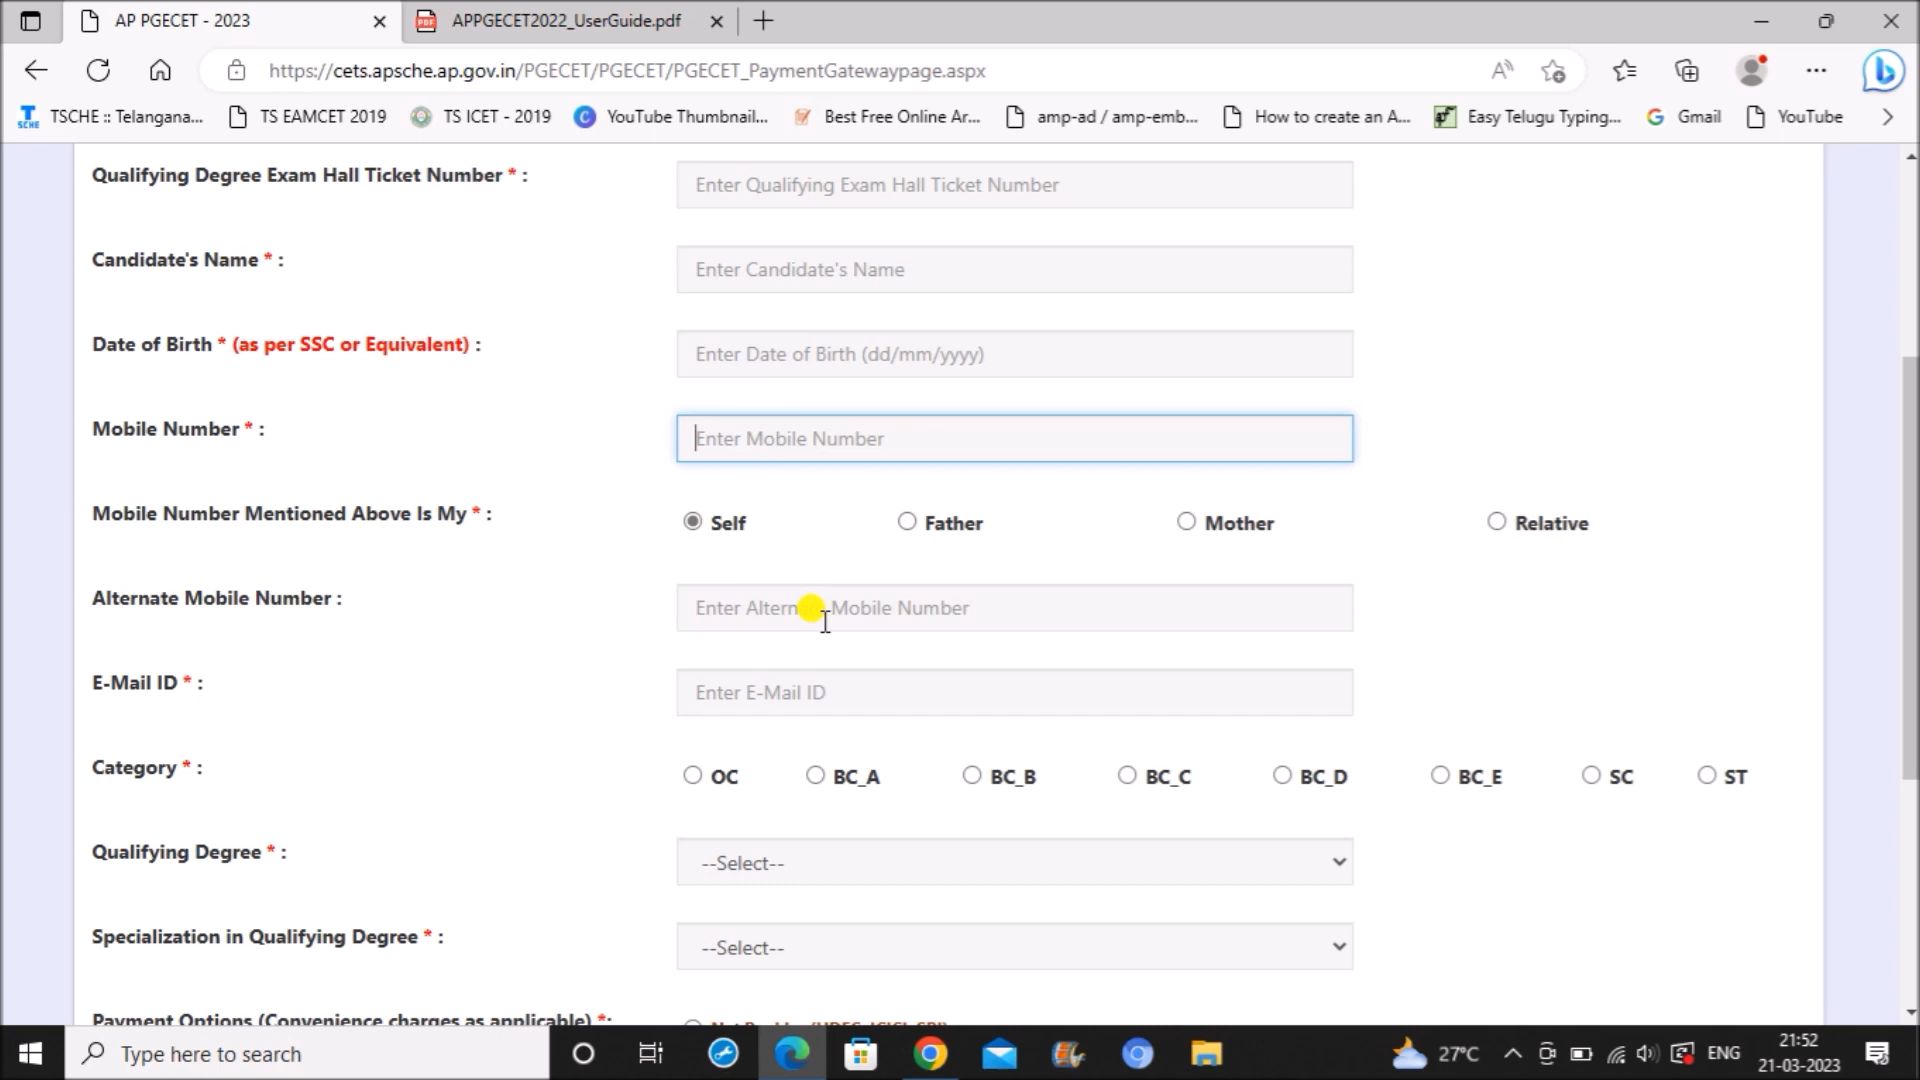 AP PGECET - 2023
APPGECET2022_UserGuide.pdf
https://cets.apsche.ap.gov.in/PGECET/PGECET/PGECET_PaymentGatewaypage.aspx
TSCHE :: Telangana...
TS EAMCET 2019
TS ICET - 2019
YouTube Thumbnail...
Best Free Online Ar...
amp-ad / amp-emb...
How to create an A...
Easy Telugu Typing...
Gmail
YouTube
Qualifying Degree Exam Hall Ticket Number * :
Enter Qualifying Exam Hall Ticket Number
Candidate's Name * :
Enter Candidate's Name
Date of Birth * (as per SSC or Equivalent) :
Enter Date of Birth (dd/mm/yyyy)
Mobile Number * :
Enter Mobile Number
Mobile Number Mentioned Above Is My * :
Self Father Mother Relative
Alternate Mobile Number :
Enter Mobile Number
E-Mail ID * :
Enter E-Mail ID
Category * :
OC BC_A BC_B BC_C BC_D BC_E SC ST
Qualifying Degree * :
--Select--
Specialization in Qualifying Degree * :
--Select--
Payment Options (Convenience charges as applicable) *:
Type here to search
27°C
ENG
21:52
21-03-2023